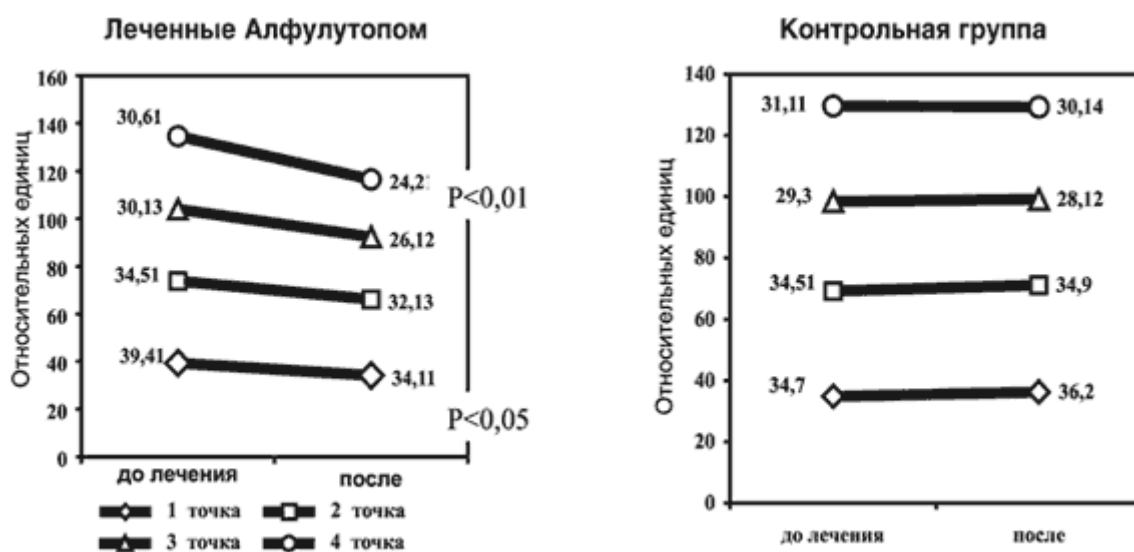 Леченные Алфулутопом
Относительных единиц
160
140
120
100
80
60
40
20
0
30,61
30,13
34,51
39,41
24,2
26,12
32,13
34,11
P<0,01
P<0,05
до лечения
после
1 точка
2 точка
3 точка
4 точка
Контрольная группа
Относительных единиц
140
120
100
80
60
40
20
0
31,11
29,3
34,51
34,7
30,14
28,12
34,9
36,2
до лечения
после